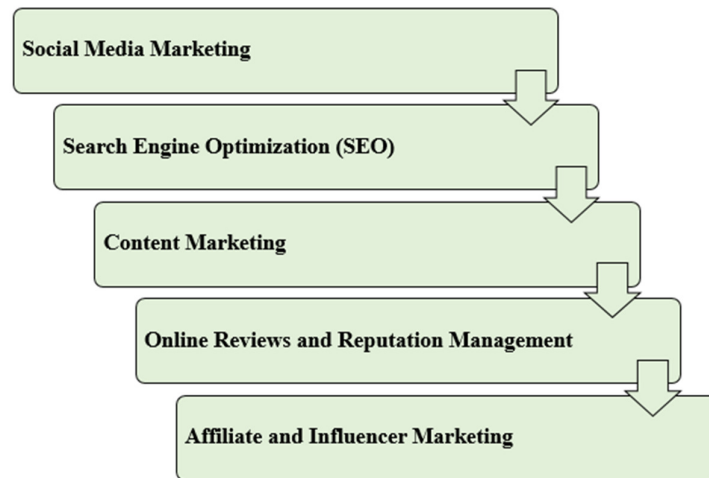 Social Media Marketing
Search Engine Optimization (SEO)
Content Marketing
Online Reviews and Reputation Management
Affiliate and Influencer Marketing